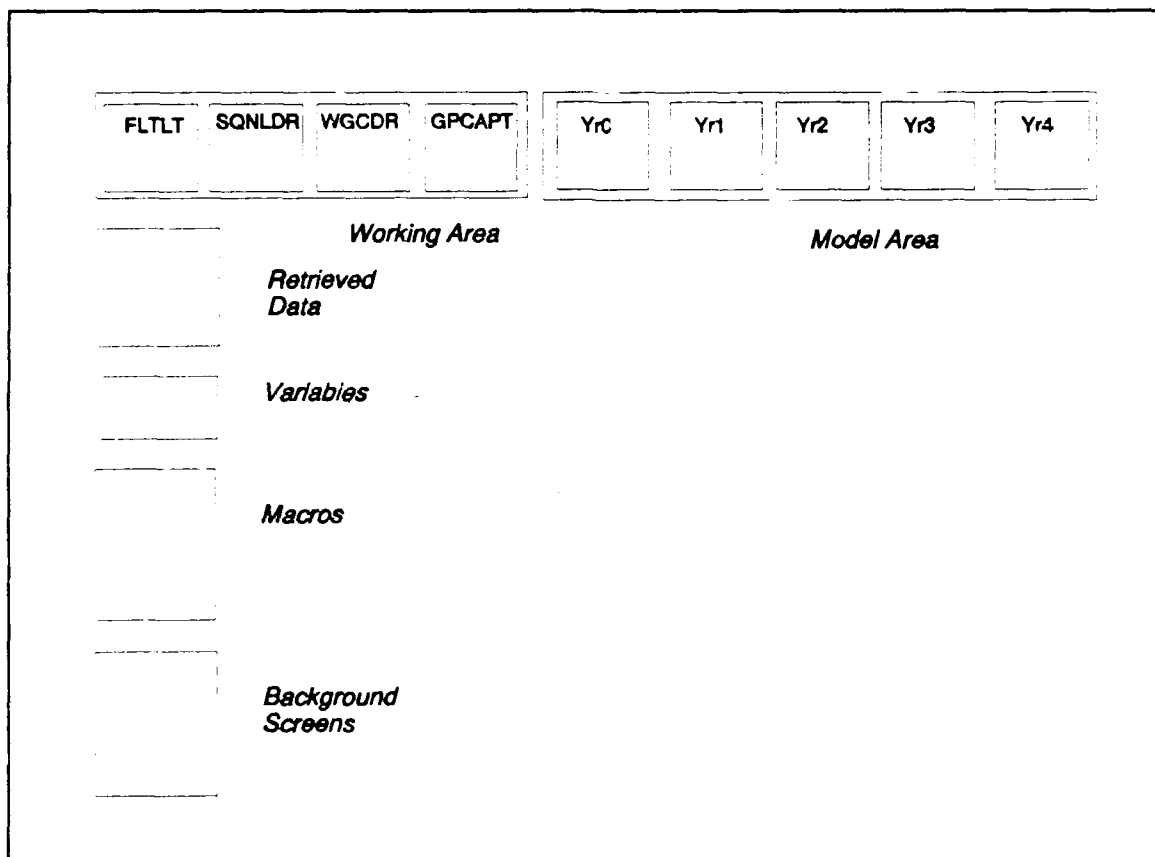 FLTLT SQNLDR WGCDR GPCAPT Yr0 Yr1 Yr2 Yr3 Yr4
Working Area Model Area
Retrieved
Data
Variables
Macros
Background
Screens